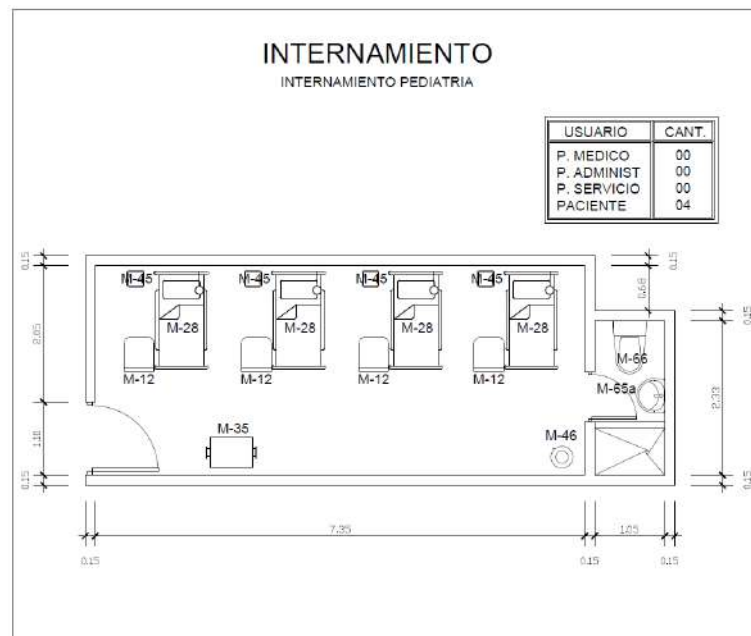 INTERNAMIENTO
INTERNAMIENTO PEDIATRIA
USUARIO CANT.
P. MEDICO 00
P. ADMINIST 00
P. SERVICIO 00
PACIENTE 04
0.15
0.15
M-45 M-45 M-45 M-45
0.68
0.15
M-28 M-28 M-28 M-28
2.05
M-66
M-12 M-12 M-12 M-12
M-65a
2.33
M-35
M-46
1.10
0.15
0.15
7.35
1.05
0.15
0.15
0.15